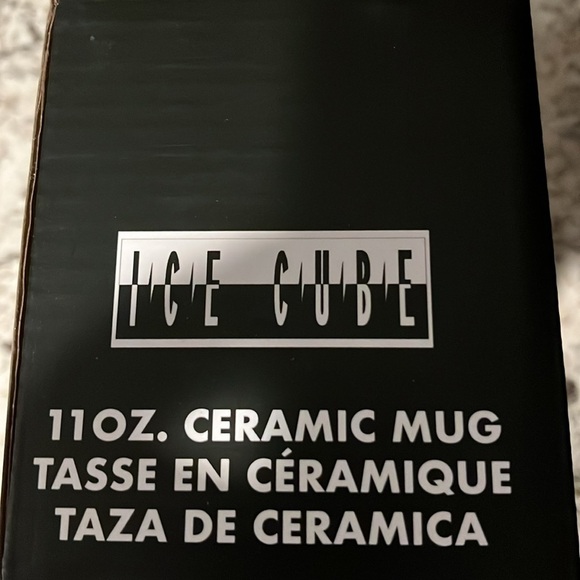 ICE CUBE
11OZ. CERAMIC MUG
TASSE EN CÉRAMIQUE
TAZA DE CERAMICA